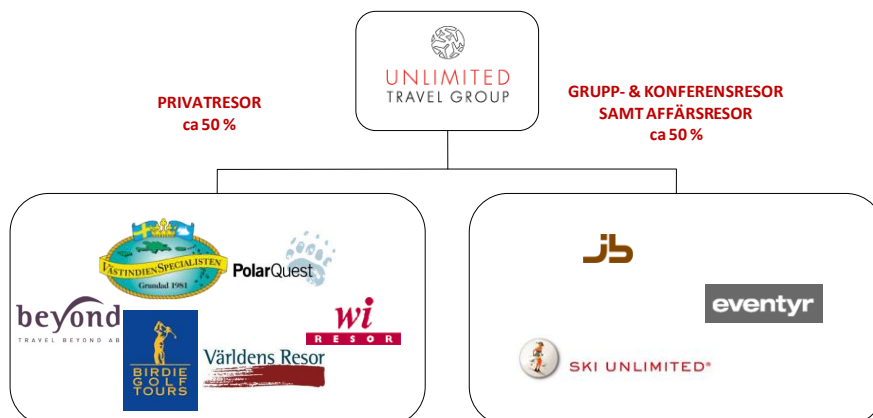 UNLIMITED
TRAVEL GROUP
PRIVATRESOR
ca 50 %
GRUPP- & KONFERENSRESOR
SAMT AFFÄRSRESOR
ca 50 %
VÄSTINDIENSPECIALISTEN
Grundad 1981
PolarQuest
beyond
TRAVEL BEYOND AB
BIRDIE
GOLF
TOURS
Världens Resor
wi
RESOR
jb
eventyr
SKI UNLIMITED®